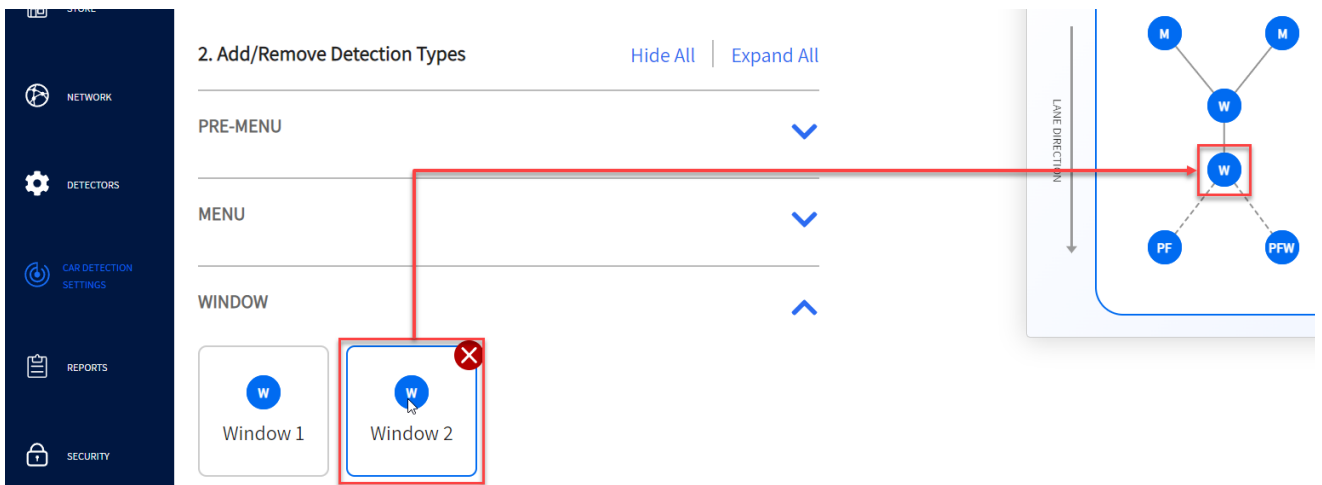 STORE
NETWORK
DETECTORS
CAR DETECTION
SETTINGS
REPORTS
SECURITY
2. Add/Remove Detection Types
Hide All
Expand All
PRE-MENU
MENU
WINDOW
W
Window 1
W
Window 2
LANE DIRECTION
M
M
W
W
PF
PFW